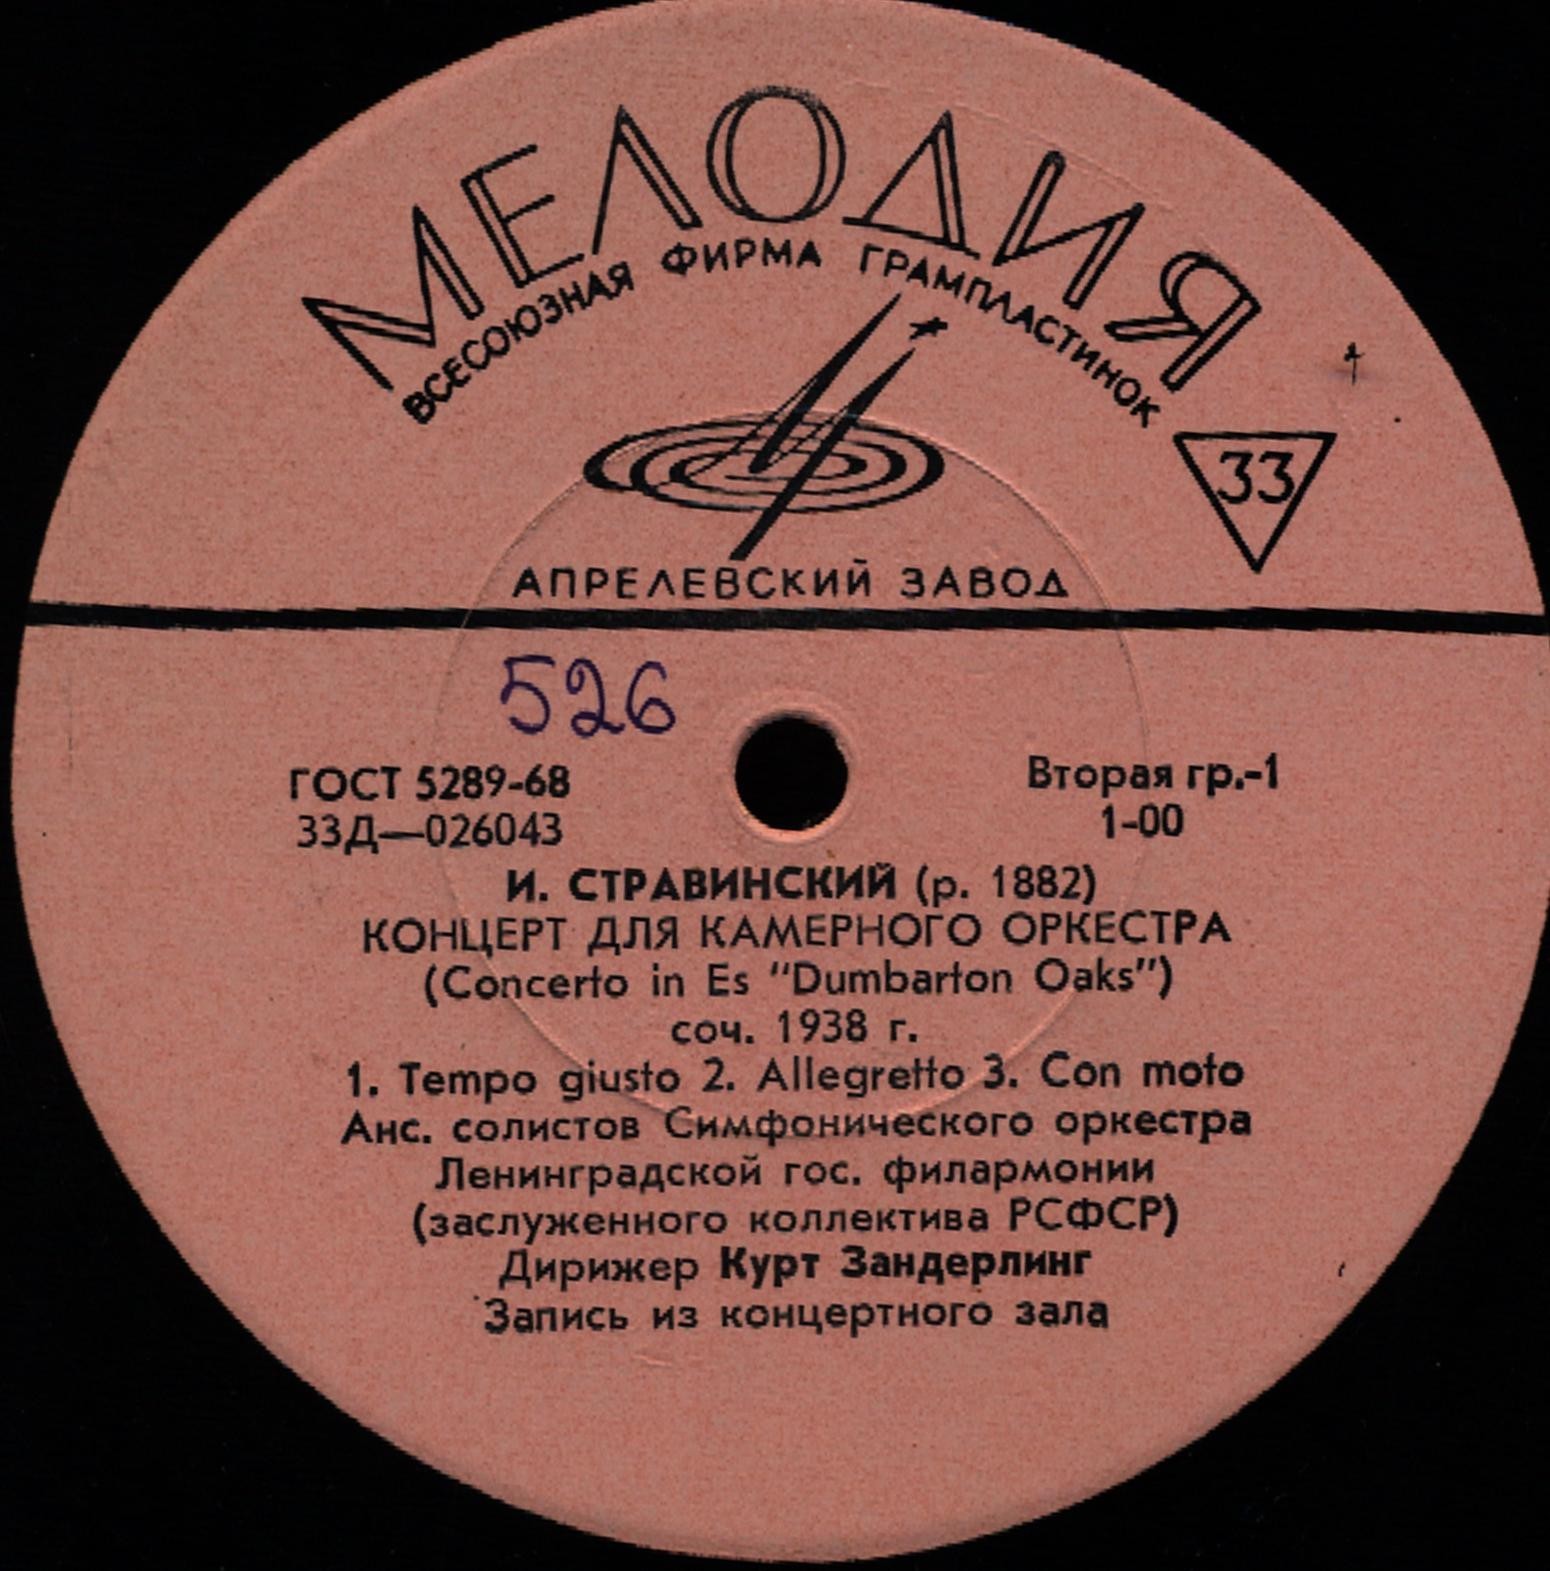 МЕЛОДИЯ
ВСЕСОЮЗНАЯ ФИРМА ГРАМПЛАСТИНОК
33
АПРЕЛЕВСКИЙ ЗАВОД
526
ГОСТ 5289-68
33Д—026043
Вторая гр.-1
1-00
И. СТРАВИНСКИЙ (р. 1882)
КОНЦЕРТ ДЛЯ КАМЕРНОГО ОРКЕСТРА
(Concerto in Es "Dumbarton Oaks")
соч. 1938 г.
1. Tempo giusto 2. Allegretto 3. Con moto
Анс. солистов Симфонического оркестра
Ленинградской гос. филармонии
(заслуженного коллектива РСФСР)
Дирижер Курт Зандерлинг
Запись из концертного зала